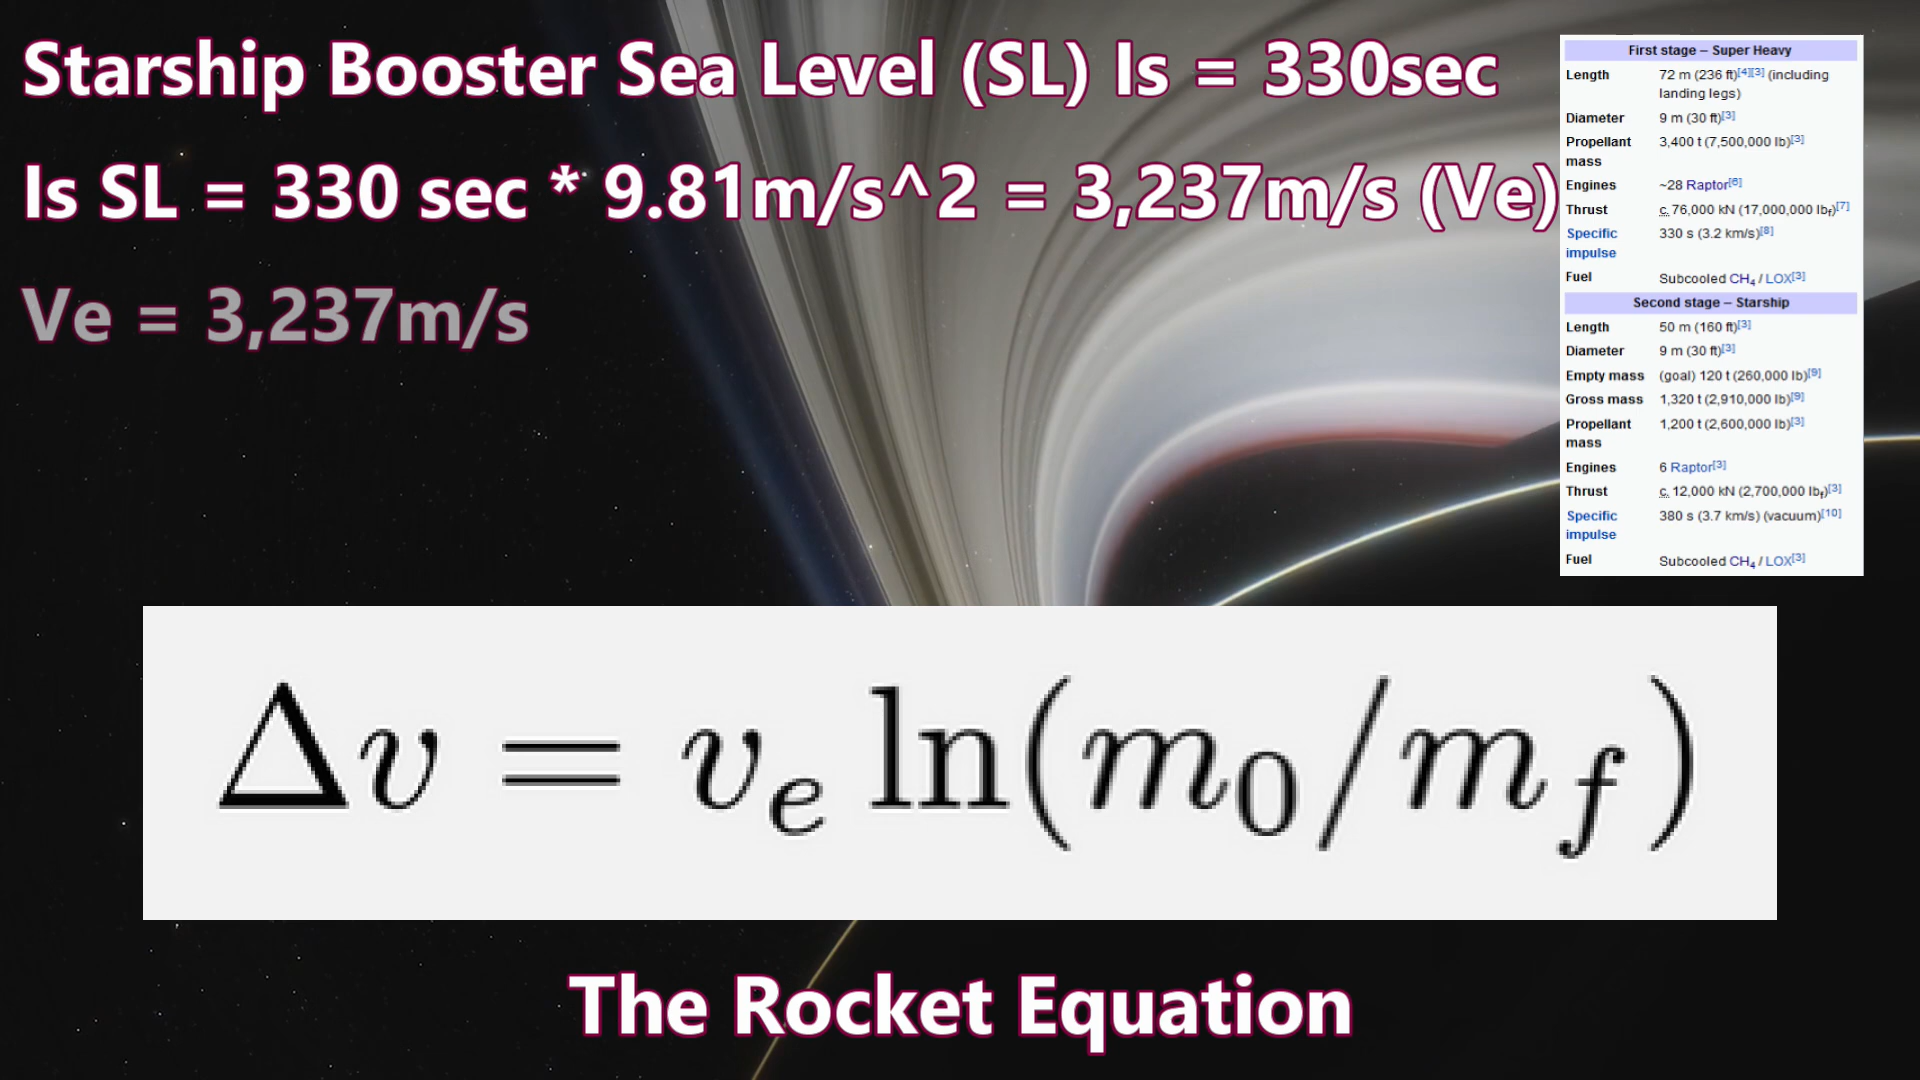 Starship Booster Sea Level (SL) Is = 330sec
Is SL = 330 sec * 9.81m/s^2 = 3,237m/s (Ve)
Ve = 3,237m/s
First stage – Super Heavy
Length 72 m (236 ft)[4][3] (including
landing legs)
Diameter 9 m (30 ft)[3]
Propellant mass 3,400 t (7,500,000 lb)[3]
Engines ~28 Raptor[6]
Thrust c. 76,000 kN (17,000,000 lbf)[7]
Specific impulse 330 s (3.2 km/s)[8]
Fuel Subcooled CH4 / LOX[3]
Second stage – Starship
Length 50 m (160 ft)[3]
Diameter 9 m (30 ft)[3]
Empty mass (goal) 120 t (260,000 lb)[9]
Gross mass 1,320 t (2,910,000 lb)[9]
Propellant mass 1,200 t (2,600,000 lb)[3]
Engines 6 Raptor[3]
Thrust c. 12,000 kN (2,700,000 lbf)[3]
Specific impulse 380 s (3.7 km/s) (vacuum)[10]
Fuel Subcooled CH4 / LOX[3]
Δv = ve ln(m0/mf)
The Rocket Equation